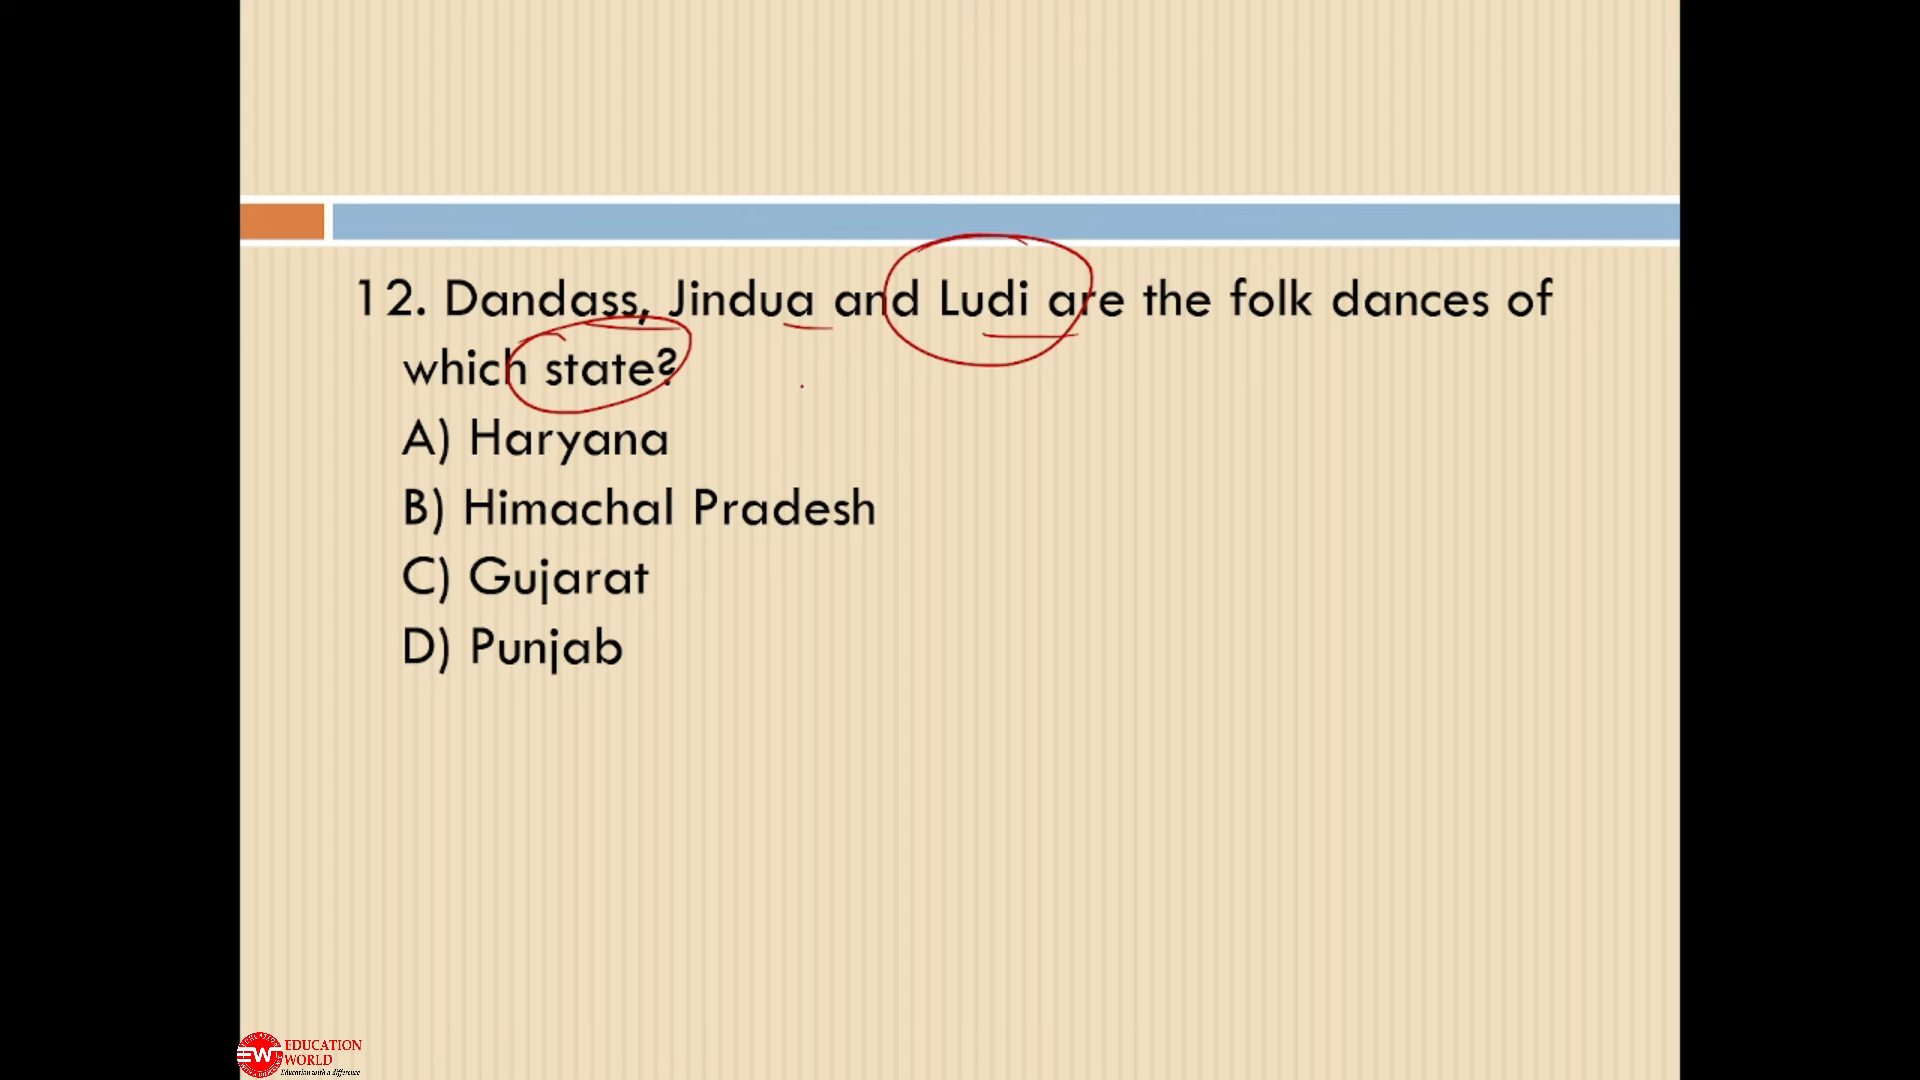 12. Dandass, Jindua and Ludi are the folk dances of
which state?
A) Haryana
B) Himachal Pradesh
C) Gujarat
D) Punjab
EW
EDUCATION
WORLD
Education with a difference